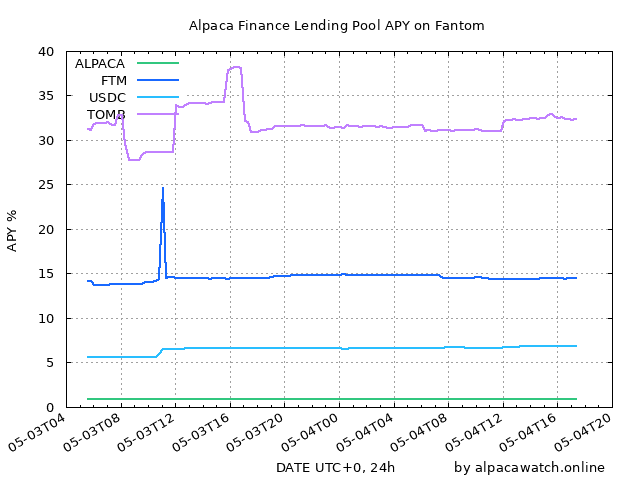 Alpaca Finance Lending Pool APY on Fantom
40
35
30
25
20
15
10
5
0
APY %
ALPACA
FTM
USDC
TOMB
05-03T04
05-03T08
05-03T12
05-03T16
05-03T20
05-04T00
05-04T04
05-04T08
05-04T12
05-04T16
05-04T20
DATE UTC+0, 24h
by alpacawatch.online